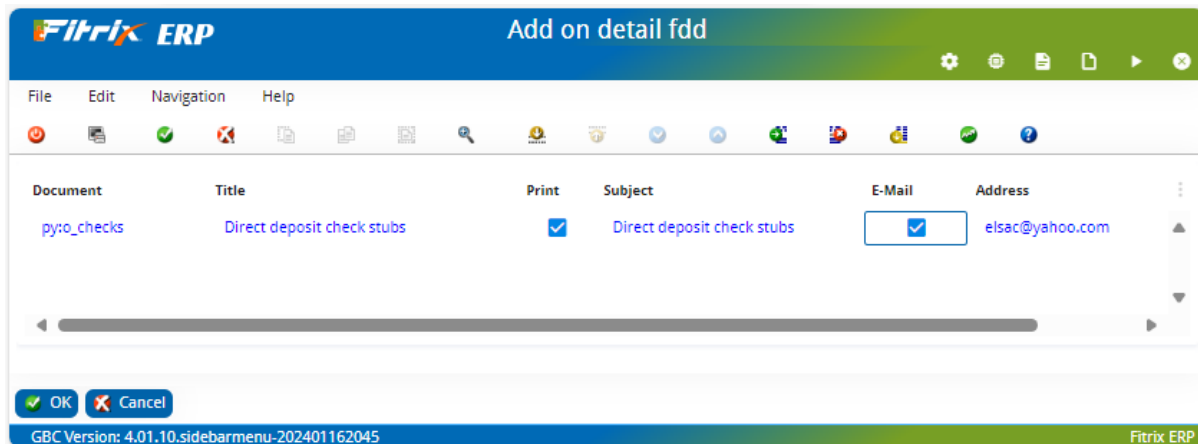 Fitrix ERP
Add on detail fdd
File Edit Navigation Help
Document Title Print Subject E-Mail Address
py:o_checks Direct deposit check stubs Direct deposit check stubs elsac@yahoo.com
OK Cancel
GBC Version: 4.01.10.sidebarmenu-202401162045 Fitrix ERP